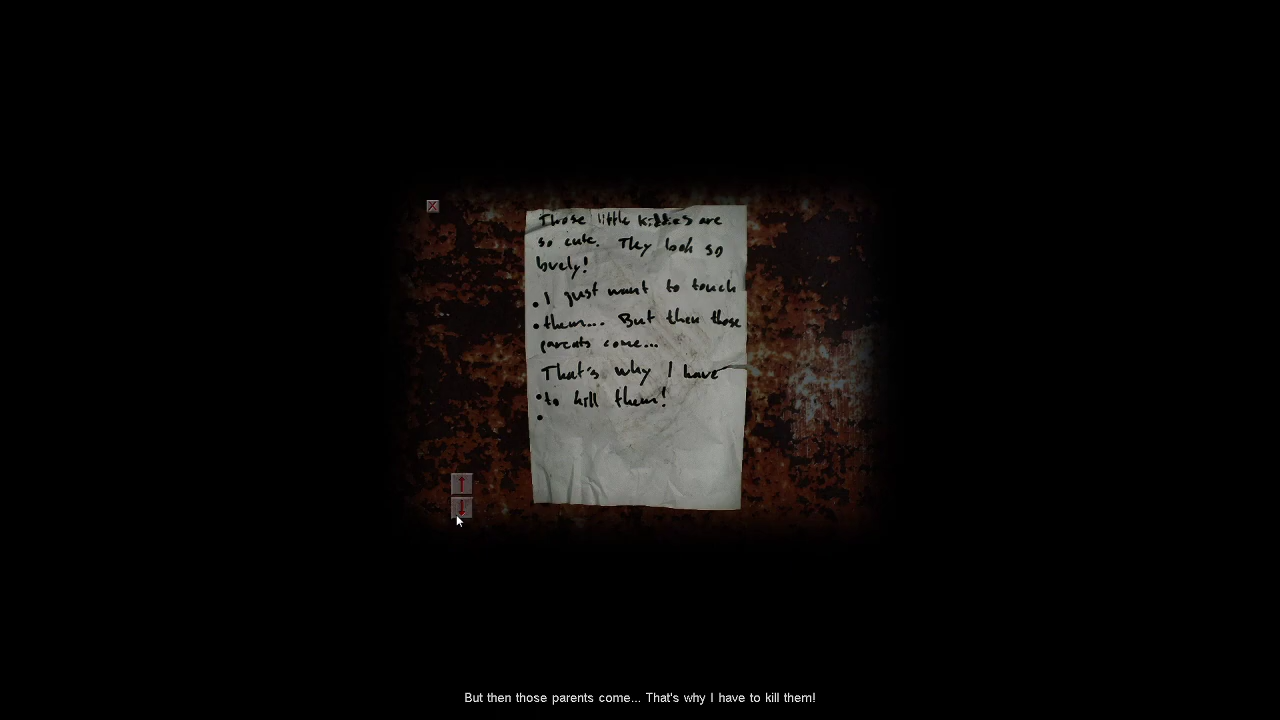 Those little kitties are
so cute. They look so
lovely!
I just want to touch
them... But then those
parents come...
That's why I have
to kill them!
But then those parents come... That's why I have to kill them!